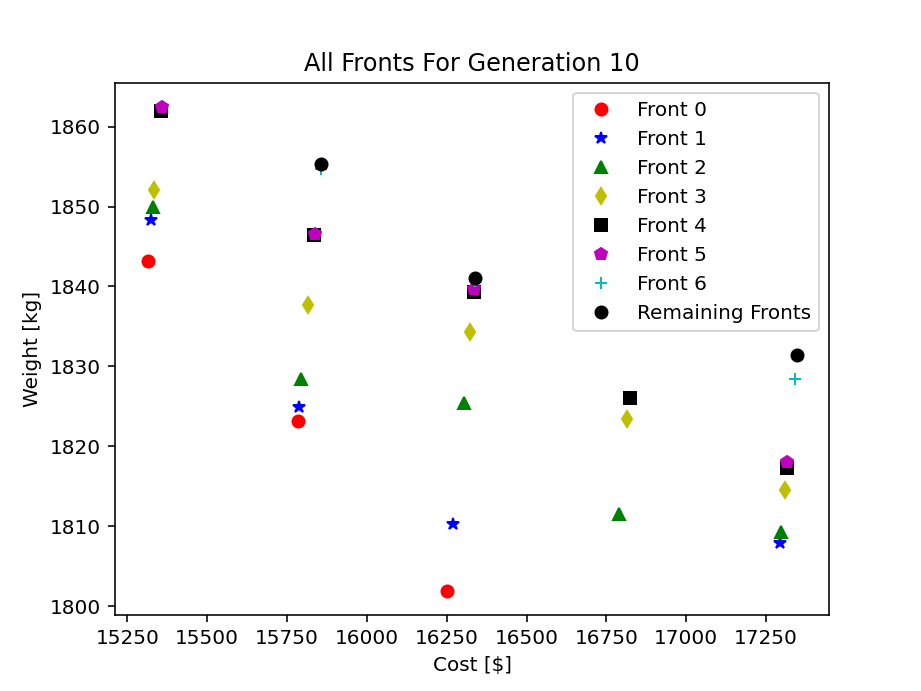 All Fronts For Generation 10
Front 0
Front 1
Front 2
Front 3
Front 4
Front 5
Front 6
Remaining Fronts
1860
1850
1840
1830
1820
1810
1800
Weight [kg]
15250 15500 15750 16000 16250 16500 16750 17000 17250
Cost [$]